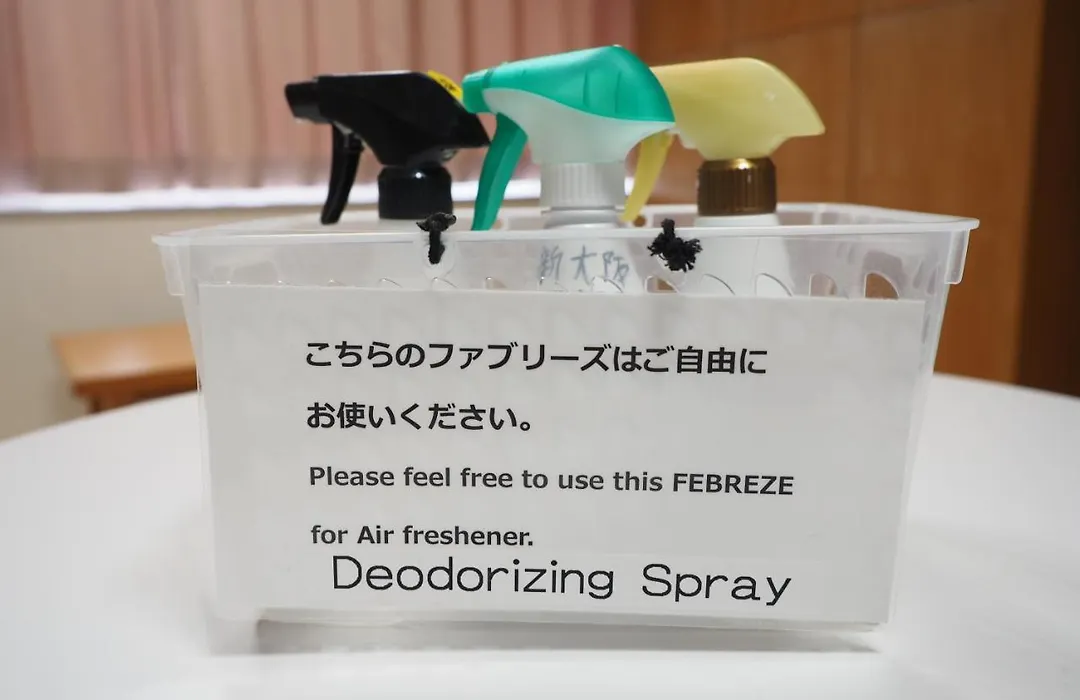 新大阪
こちらのファブリーズはご自由に
お使いください。
Please feel free to use this FEBREZE
for Air freshener.
Deodorizing Spray